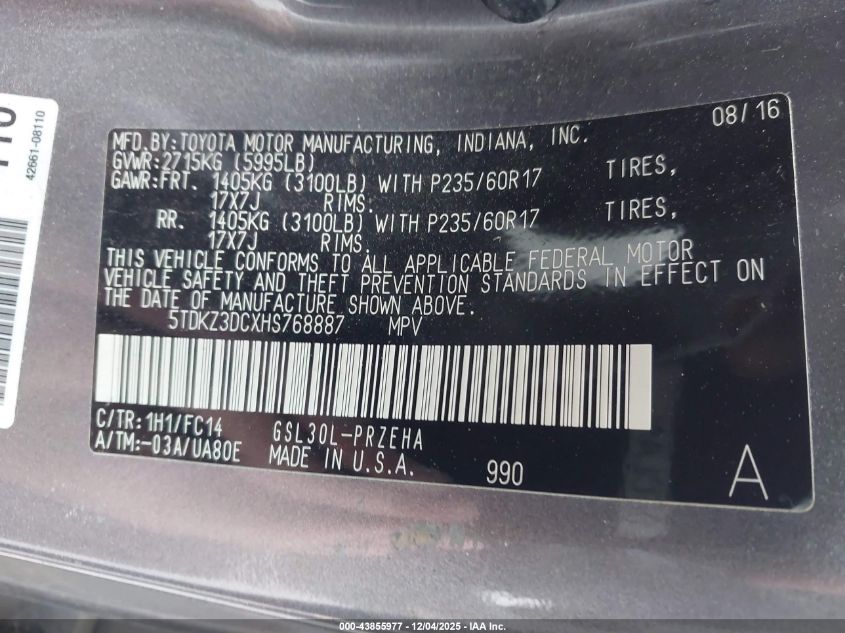 08/16
MFD.BY:TOYOTA MOTOR MANUFACTURING, INDIANA, INC.
GVWR:2715KG (5995LB)
GAWR:FRT. 1405KG (3100LB) WITH P235/60R17 TIRES,
17X7J RIMS.
RR. 1405KG (3100LB) WITH P235/60R17 TIRES,
17X7J RIMS.
THIS VEHICLE CONFORMS TO ALL APPLICABLE FEDERAL MOTOR
VEHICLE SAFETY AND THEFT PREVENTION STANDARDS IN EFFECT ON
THE DATE OF MANUFACTURE SHOWN ABOVE.
5TDKZ3DCXHS768887 MPV
C/TR:1H1/FC14 GSL30L-PRZEHA
A/TM:-03A/UA80E MADE IN U.S.A.
990
A
42661-08110
000-43855977 - 12/04/2025 - IAA Inc.